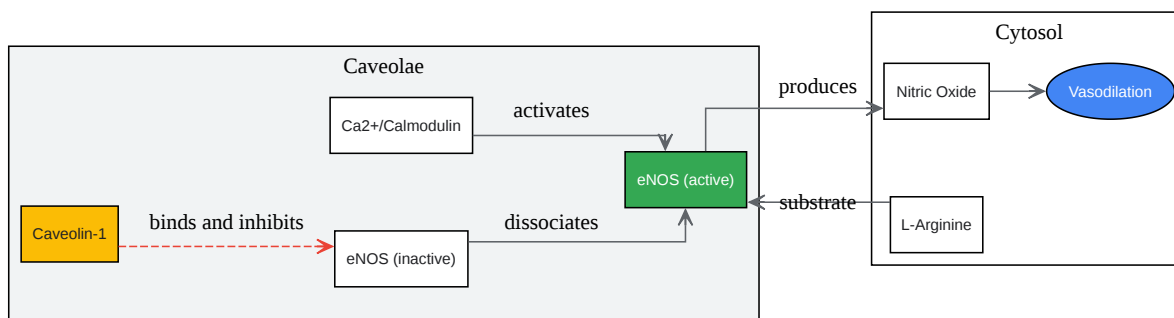 Cytosol
Caveolae
produces
Nitric Oxide
Vasodilation
Ca2+/Calmodulin
activates
eNOS (active)
substrate
L-Arginine
Caveolin-1
binds and inhibits
dissociates
eNOS (inactive)